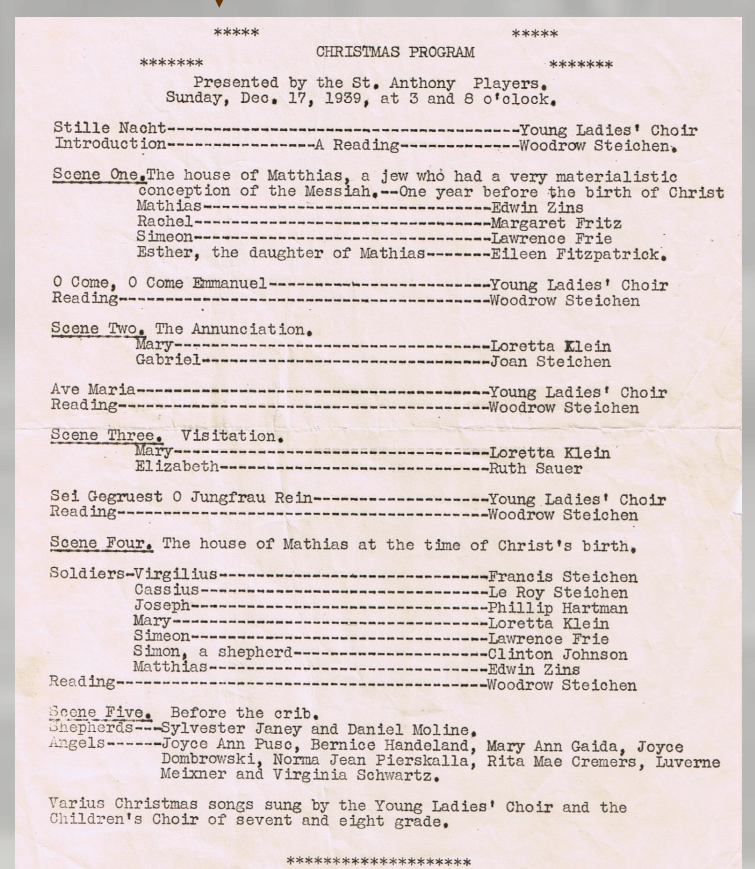 ***** *****
CHRISTMAS PROGRAM
******* *******
Presented by the St. Anthony Players.
Sunday, Dec. 17, 1939, at 3 and 8 o'clock.
Stille Nacht----------------------------------------Young Ladies' Choir
Introduction----------------A Reading-------------Woodrow Steichen.
Scene One.The house of Matthias, a jew who had a very materialistic
conception of the Messiah.--One year before the birth of Christ
Mathias--------------------------------Edwin Zins
Rachel---------------------------------Margaret Fritz
Simeon---------------------------------Lawrence Frie
Esther, the daughter of Mathias-------Eileen Fitzpatrick.
O Come, O Come Emmanuel-----------------------Young Ladies' Choir
Reading------------------------------------------Woodrow Steichen
Scene Two. The Annunciation.
Mary-----------------------------------Loretta Klein
Gabriel--------------------------------Joan Steichen
Ave Maria----------------------------------------Young Ladies' Choir
Reading------------------------------------------Woodrow Steichen
Scene Three. Visitation.
Mary-----------------------------------Loretta Klein
Elizabeth------------------------------Ruth Sauer
Sei Gegruest O Jungfrau Rein------------------Young Ladies' Choir
Reading------------------------------------------Woodrow Steichen
Scene Four. The house of Mathias at the time of Christ's birth.
Soldiers-Virgilius------------------------------Francis Steichen
Cassius--------------------------------Le Roy Steichen
Joseph---------------------------------Phillip Hartman
Mary-----------------------------------Loretta Klein
Simeon---------------------------------Lawrence Frie
Simon, a shepherd---------------------Clinton Johnson
Matthias-------------------------------Edwin Zins
Reading------------------------------------------Woodrow Steichen
Scene Five. Before the crib.
Shepherds---Sylvester Janey and Daniel Moline.
Angels------Joyce Ann Pusc, Bernice Handeland, Mary Ann Gaida, Joyce
Dombrowski, Norma Jean Pierskalla, Rita Mae Cremers, Luverne
Meixner and Virginia Schwartz.
Varius Christmas songs sung by the Young Ladies' Choir and the
Children's Choir of sevent and eight grade.
********************